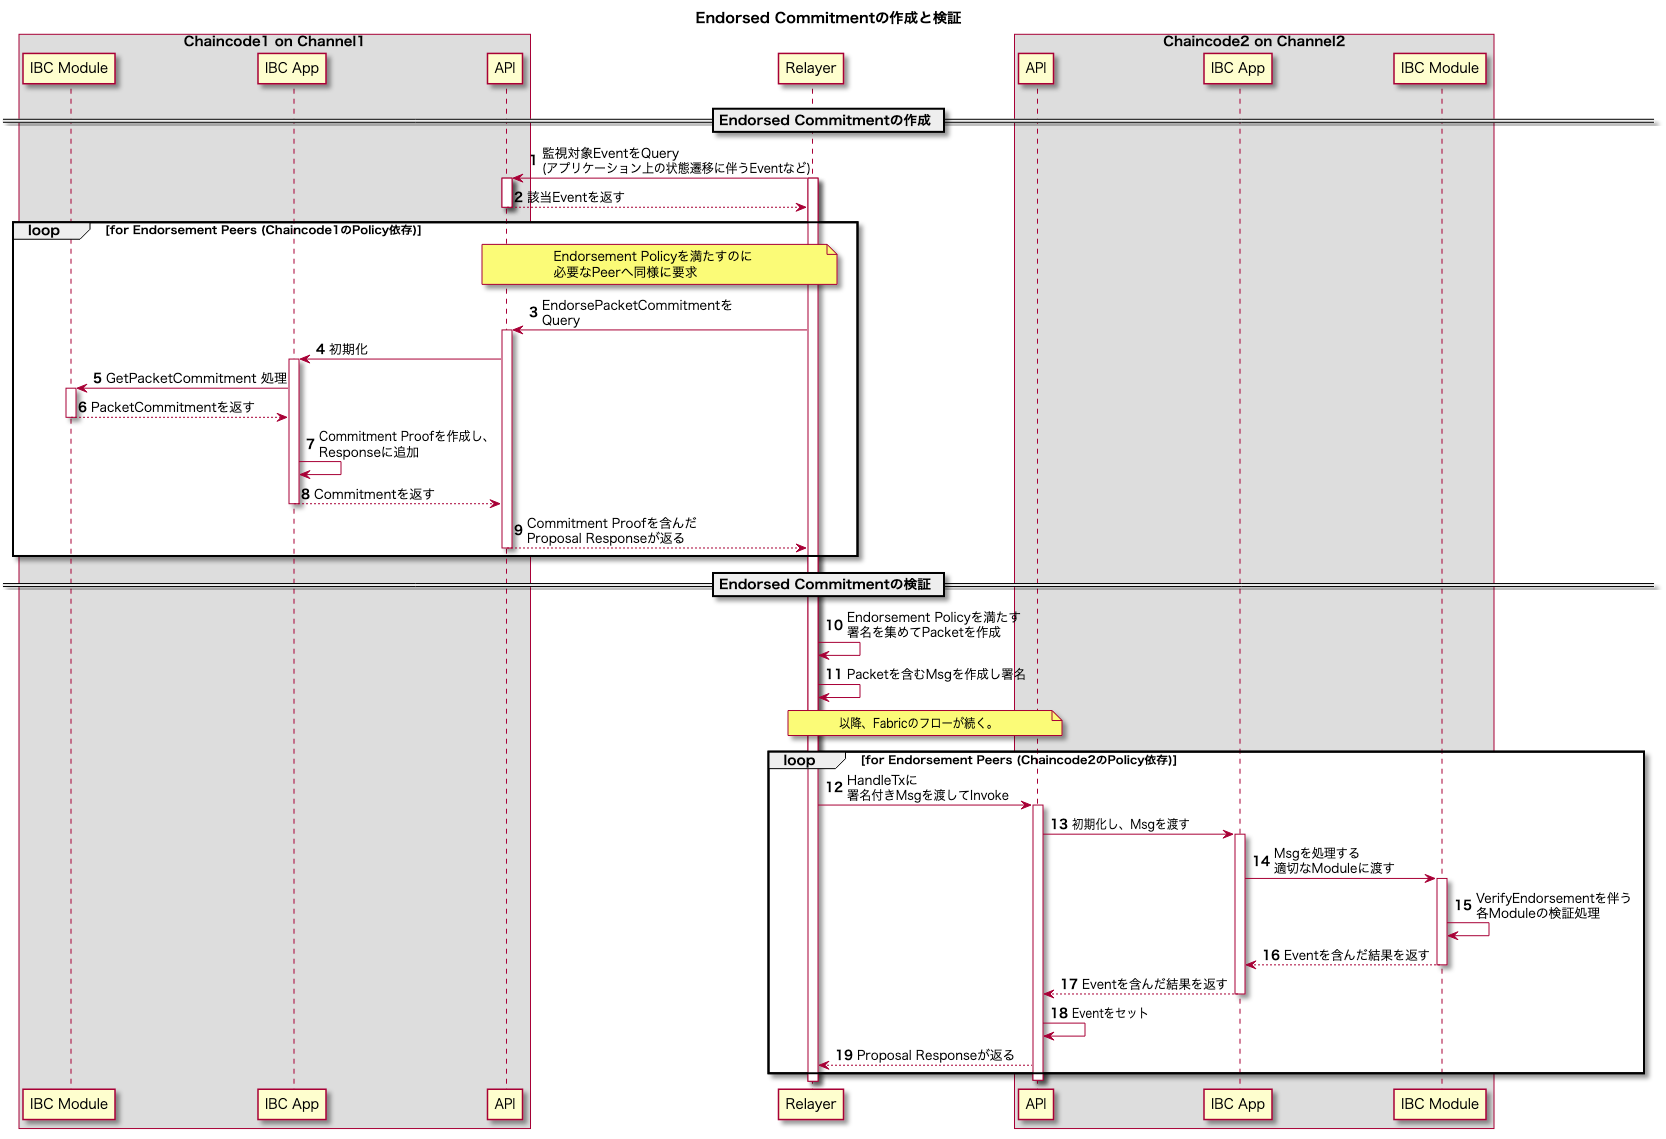 Endorsed Commitmentの作成と検証
Chaincode1 on Channel1
Chaincode2 on Channel2
IBC Module
IBC App
API
Relayer
API
IBC App
IBC Module
Endorsed Commitmentの作成
1 監視対象EventをQuery
(アプリケーション上の状態遷移に伴うEventなど)
2 該当Eventを返す
loop [for Endorsement Peers (Chaincode1のPolicy依存)]
Endorsement Policyを満たすのに
必要なPeerへ同様に要求
3 EndorsePacketCommitmentを
Query
4 初期化
5 GetPacketCommitment 処理
6 PacketCommitmentを返す
7 Commitment Proofを作成し、
Responseに追加
8 Commitmentを返す
9 Commitment Proofを含んだ
Proposal Responseが返る
Endorsed Commitmentの検証
10 Endorsement Policyを満たす
署名を集めてPacketを作成
11 Packetを含むMsgを作成し署名
以降、Fabricのフローが続く。
loop [for Endorsement Peers (Chaincode2のPolicy依存)]
12 HandleTxに
署名付きMsgを渡してInvoke
13 初期化し、Msgを渡す
14 Msgを処理する
適切なModuleに渡す
15 VerifyEndorsementを伴う
各Moduleの検証処理
16 Eventを含んだ結果を返す
17 Eventを含んだ結果を返す
18 Eventをセット
19 Proposal Responseが返る
IBC Module
IBC App
API
Relayer
API
IBC App
IBC Module